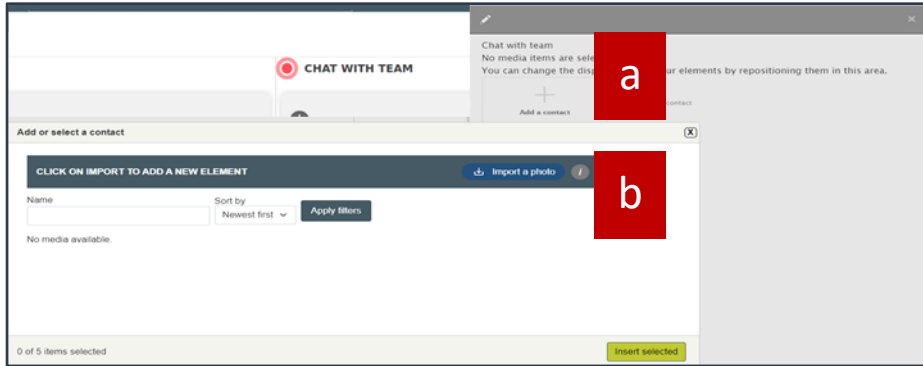 Chat with team
No media items are sele
You can change the disp ur elements by repositioning them in this area.
a
CHAT WITH TEAM
Add a contact
contact
Add or select a contact
CLICK ON IMPORT TO ADD A NEW ELEMENT
Import a photo
i
b
Name
Sort by
Newest first
Apply filters
No media available.
0 of 5 items selected
Insert selected